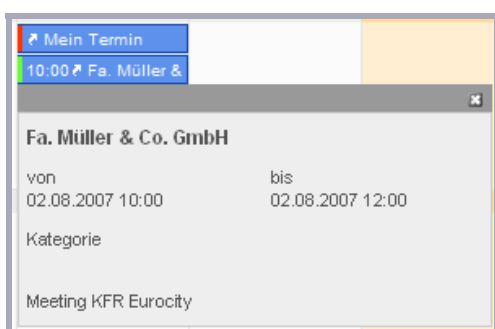 Mein Termin
10:00 Fa. Müller &
Fa. Müller & Co. GmbH
von bis
02.08.2007 10:00 02.08.2007 12:00
Kategorie
Meeting KFR Eurocity